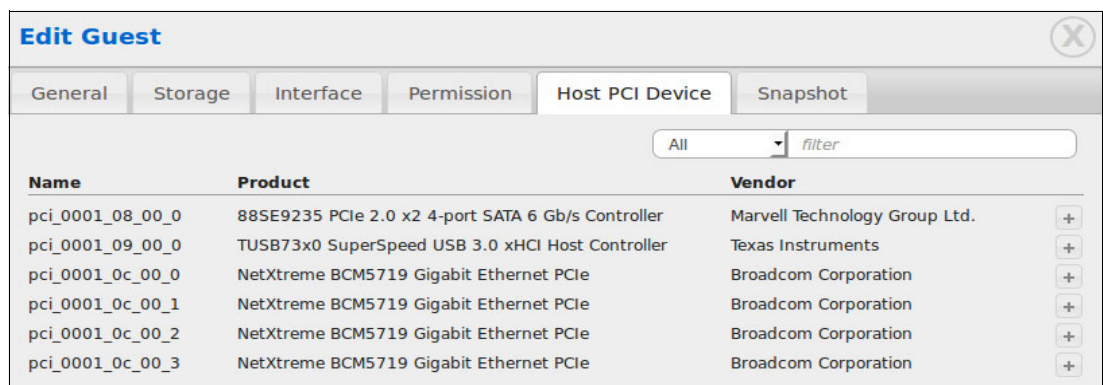 Edit Guest X
General Storage Interface Permission Host PCI Device Snapshot
All filter
Name Product Vendor
pci_0001_08_00_0 88SE9235 PCIe 2.0 x2 4-port SATA 6 Gb/s Controller Marvell Technology Group Ltd. +
pci_0001_09_00_0 TUSB73x0 SuperSpeed USB 3.0 xHCI Host Controller Texas Instruments +
pci_0001_0c_00_0 NetXtreme BCM5719 Gigabit Ethernet PCIe Broadcom Corporation +
pci_0001_0c_00_1 NetXtreme BCM5719 Gigabit Ethernet PCIe Broadcom Corporation +
pci_0001_0c_00_2 NetXtreme BCM5719 Gigabit Ethernet PCIe Broadcom Corporation +
pci_0001_0c_00_3 NetXtreme BCM5719 Gigabit Ethernet PCIe Broadcom Corporation +